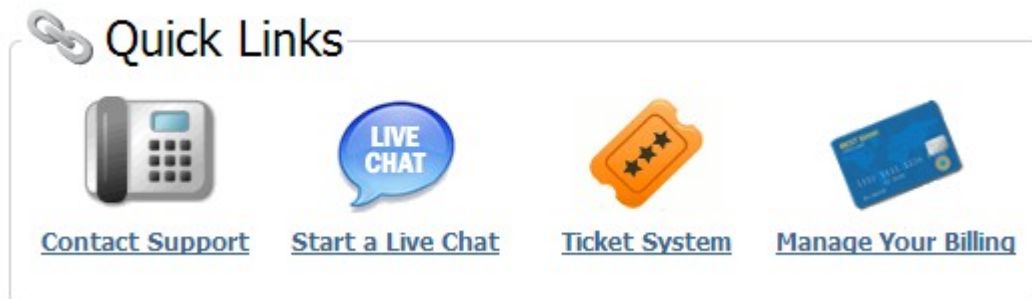 Quick Links
LIVE
CHAT
Contact Support
Start a Live Chat
Ticket System
Manage Your Billing